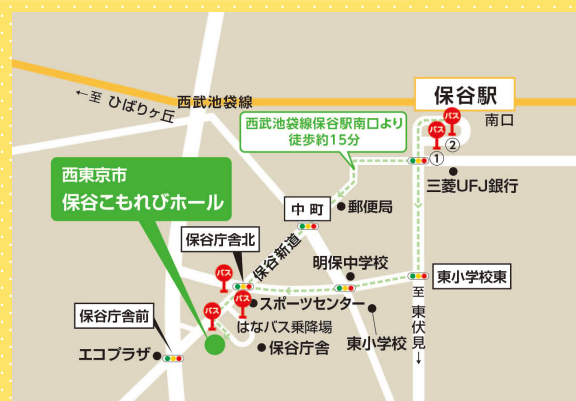 保谷駅
西武池袋線
←至 ひばりヶ丘
南口
バス
バス
②
①
西武池袋線保谷駅南口より
徒歩約15分
三菱UFJ銀行
西東京市
保谷こもれびホール
中町
郵便局
保谷庁舎北
保谷新道
明保中学校
東小学校東
バス
バス
バス
スポーツセンター
はなバス乗降場
至東伏見→
保谷庁舎前
東小学校
保谷庁舎
エコプラザ